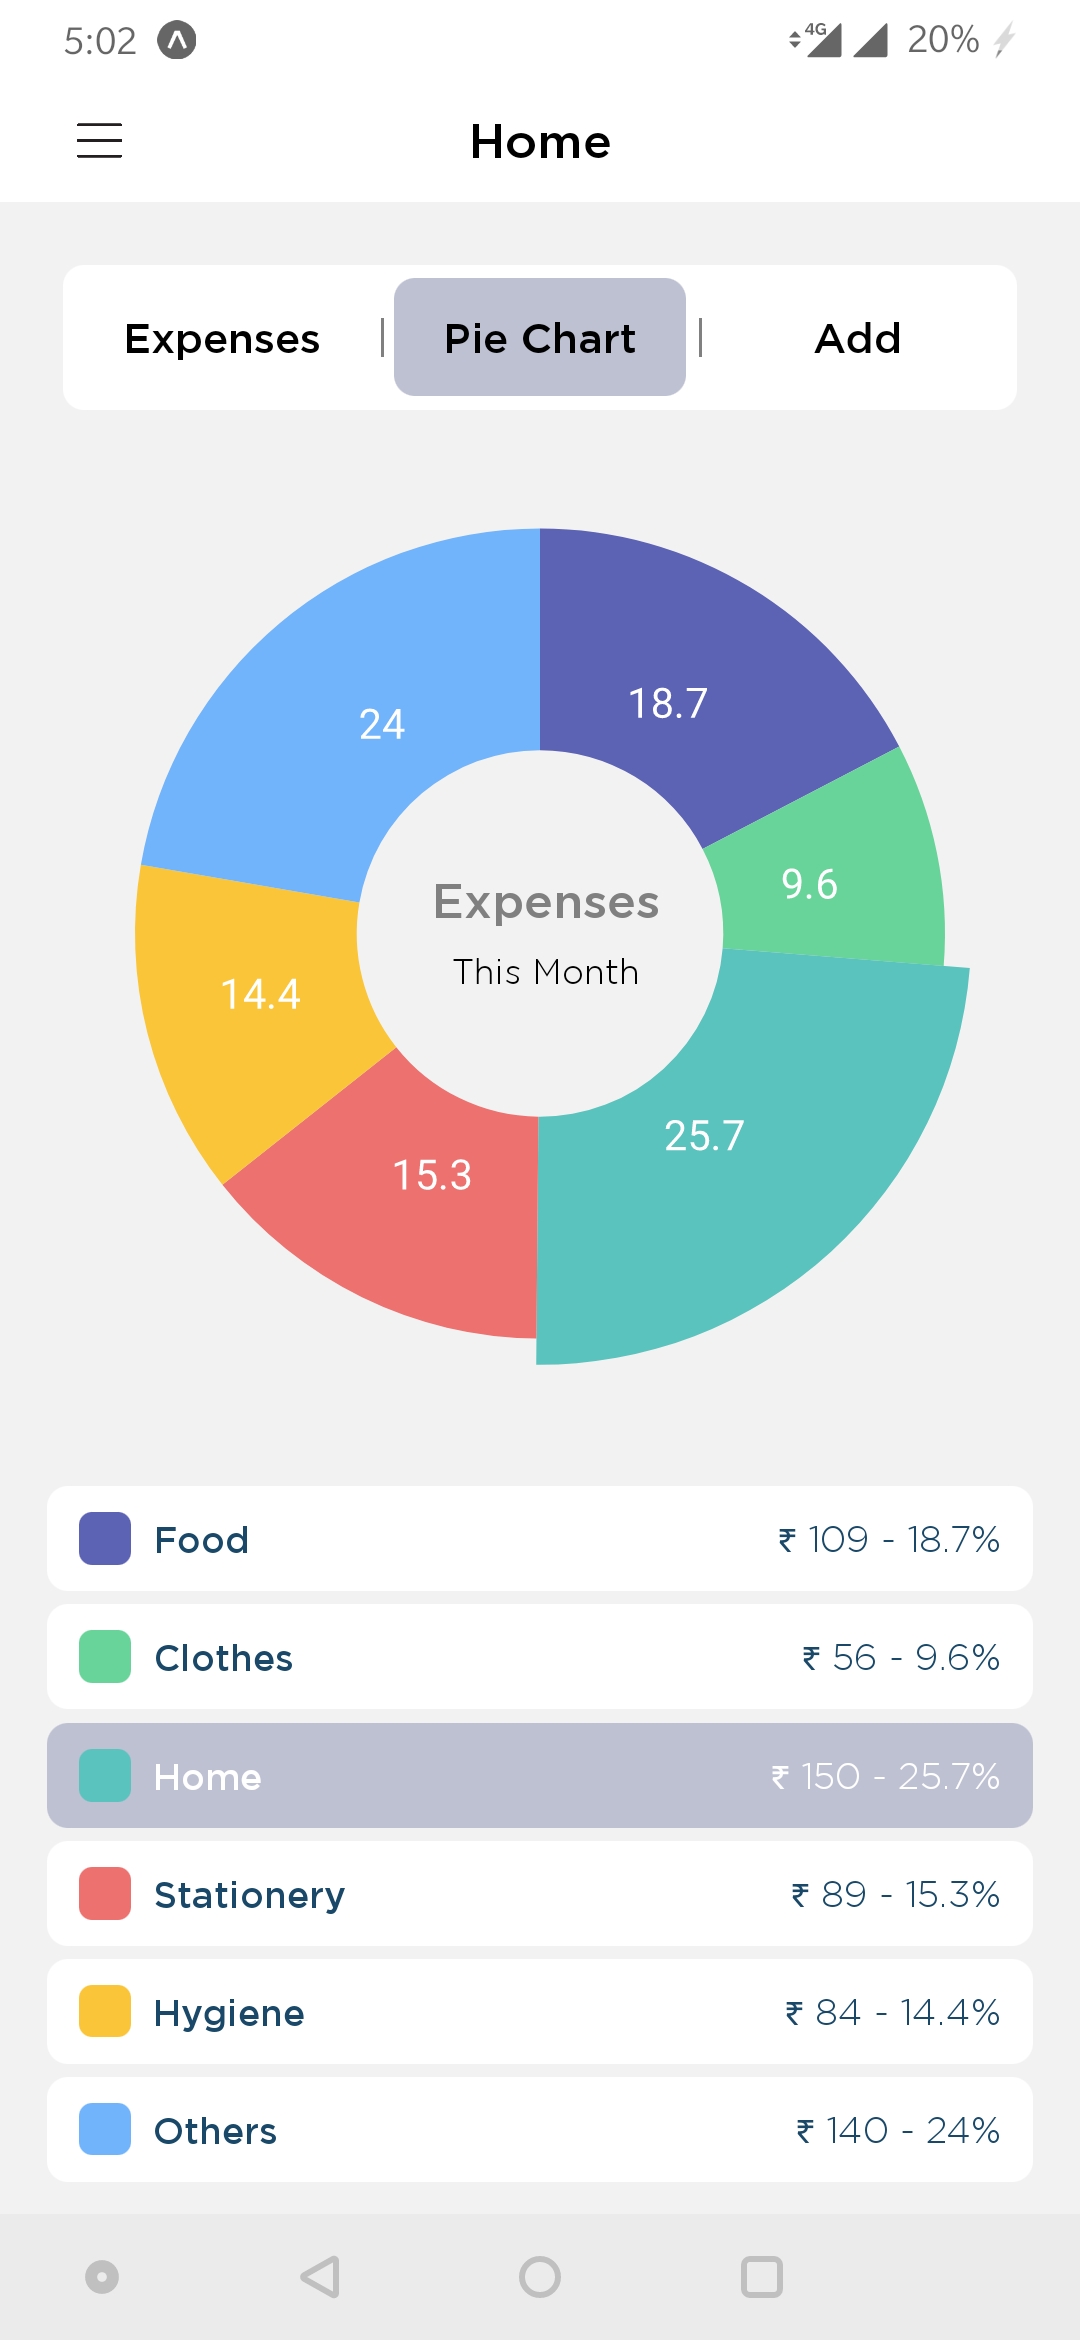 5:02 4G 20%
Home
Expenses | Pie Chart | Add
18.7
24
9.6
Expenses
This Month
14.4
25.7
15.3
Food ₹ 109 - 18.7%
Clothes ₹ 56 - 9.6%
Home ₹ 150 - 25.7%
Stationery ₹ 89 - 15.3%
Hygiene ₹ 84 - 14.4%
Others ₹ 140 - 24%